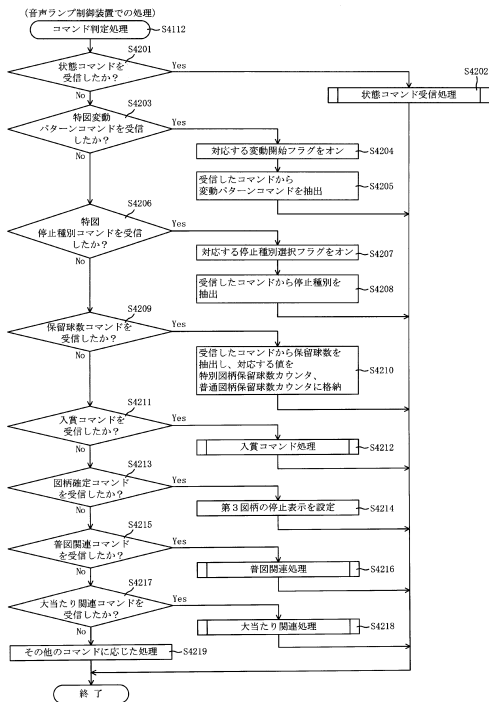 (音声ランプ制御装置での処理)
コマンド判定処理
S4112
S4201
状態コマンドを
受信したか?
Yes
No
S4202
状態コマンド受信処理
S4203
特図変動
パターンコマンドを受信
したか?
Yes
No
対応する変動開始フラグをオン
S4204
受信したコマンドから
変動パターンコマンドを抽出
S4205
S4206
特図
停止種別コマンドを受信
したか?
Yes
No
対応する停止種別選択フラグをオン
S4207
受信したコマンドから停止種別を
抽出
S4208
S4209
保留球数コマンドを
受信したか?
Yes
No
受信したコマンドから保留球数を
抽出し、対応する値を
特別図柄保留球数カウンタ、
普通図柄保留球数カウンタに格納
S4210
S4211
入賞コマンドを
受信したか?
Yes
No
入賞コマンド処理
S4212
S4213
図柄確定コマンド
を受信したか?
Yes
No
第3図柄の停止表示を設定
S4214
S4215
普図関連コマンド
を受信したか?
Yes
No
普図関連処理
S4216
S4217
大当たり関連コマンドを
受信したか?
Yes
No
大当たり関連処理
S4218
その他のコマンドに応じた処理
S4219
終了